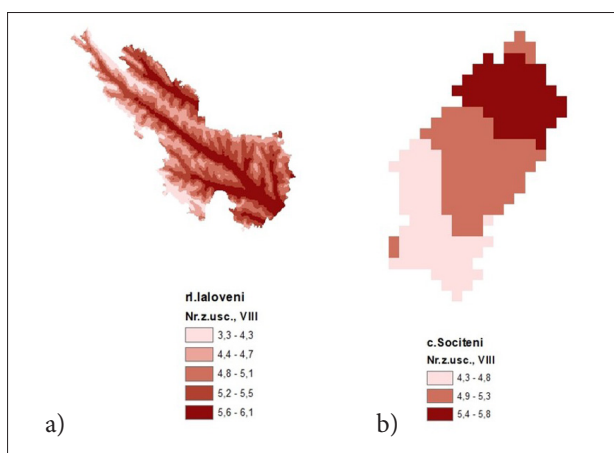 rl.Ialoveni
Nr.z.usc., VIII
3,3 - 4,3
4,4 - 4,7
4,8 - 5,1
5,2 - 5,5
5,6 - 6,1
a)
c.Sociteni
Nr.z.usc., VIII
4,3 - 4,8
4,9 - 5,3
5,4 - 5,8
b)